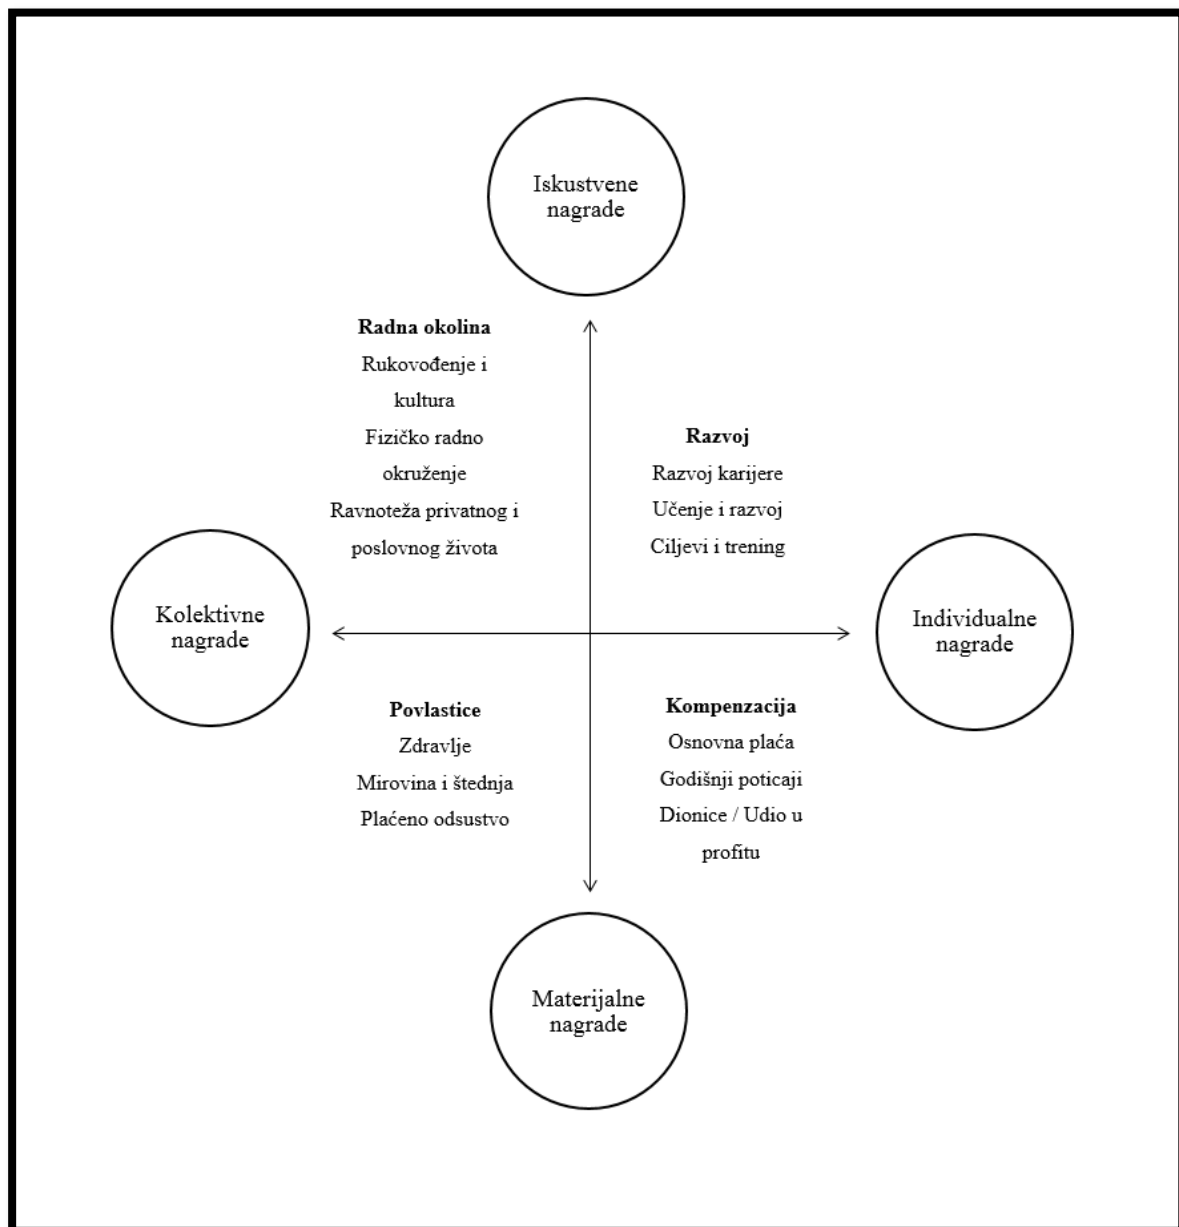 Iskustvene
nagrade
Radna okolina
Rukovođenje i
kultura
Fizičko radno
okruženje
Ravnoteža privatnog i
poslovnog života
Razvoj
Razvoj karijere
Učenje i razvoj
Ciljevi i trening
Kolektivne
nagrade
Individualne
nagrade
Povlastice
Zdravlje
Mirovina i štednja
Plaćeno odsustvo
Kompenzacija
Osnovna plaća
Godišnji poticaji
Dionice / Udio u
profitu
Materijalne
nagrade